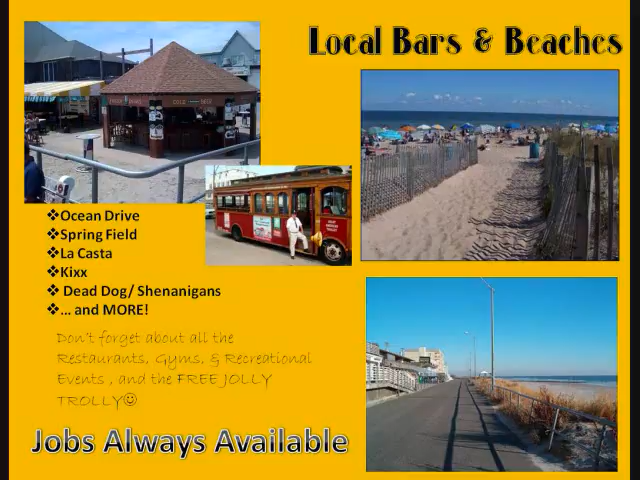 Local Bars & Beaches
❖Ocean Drive
❖Spring Field
❖La Casta
❖Kixx
❖ Dead Dog/ Shenanigans
❖... and MORE!
Don't forget about all the
Restaurants, Gyms, & Recreational
Events , and the FREE JOLLY
TROLLY☺
Jobs Always Available